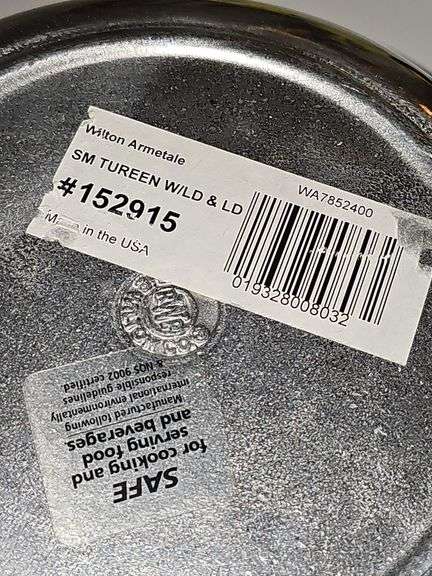 Wilton Armetale
SM TUREEN W/LD & LD
#152915
Made in the USA
WA7852400
019328008032
SAFE
for cooking and
serving food
and beverages
Manufactured following
international environmentally
responsible guidelines
& NQS 9002 certified